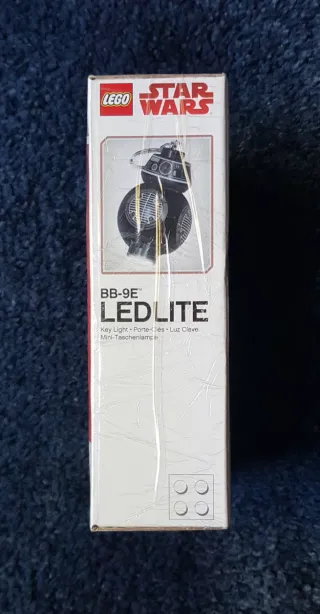 LEGO
STAR
WARS
BB-9E™
LEDLITE
Key Light • Porte-Clés • Luz Clave
Mini-Taschenlampe